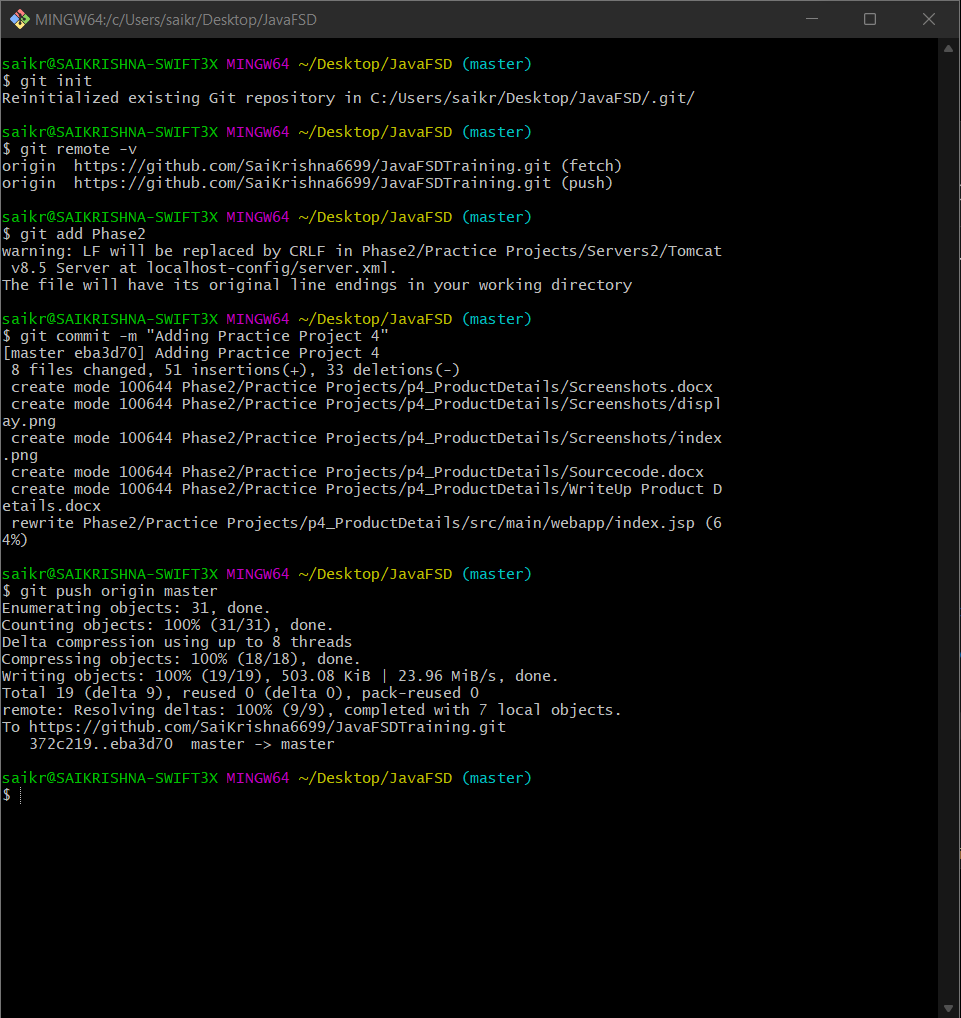 MINGW64:/c/Users/saikr/Desktop/JavaFSD
saikr@SAIKRISHNA-SWIFT3X MINGW64 ~/Desktop/JavaFSD (master)
$ git init
Reinitialized existing Git repository in C:/Users/saikr/Desktop/JavaFSD/.git/
saikr@SAIKRISHNA-SWIFT3X MINGW64 ~/Desktop/JavaFSD (master)
$ git remote -v
origin  https://github.com/SaiKrishna6699/JavaFSDTraining.git (fetch)
origin  https://github.com/SaiKrishna6699/JavaFSDTraining.git (push)
saikr@SAIKRISHNA-SWIFT3X MINGW64 ~/Desktop/JavaFSD (master)
$ git add Phase2
warning: LF will be replaced by CRLF in Phase2/Practice Projects/Servers2/Tomcat
 v8.5 Server at localhost-config/server.xml.
The file will have its original line endings in your working directory
saikr@SAIKRISHNA-SWIFT3X MINGW64 ~/Desktop/JavaFSD (master)
$ git commit -m "Adding Practice Project 4"
[master eba3d70] Adding Practice Project 4
 8 files changed, 51 insertions(+), 33 deletions(-)
 create mode 100644 Phase2/Practice Projects/p4_ProductDetails/Screenshots.docx
 create mode 100644 Phase2/Practice Projects/p4_ProductDetails/Screenshots/displ
ay.png
 create mode 100644 Phase2/Practice Projects/p4_ProductDetails/Screenshots/index
.png
 create mode 100644 Phase2/Practice Projects/p4_ProductDetails/Sourcecode.docx
 create mode 100644 Phase2/Practice Projects/p4_ProductDetails/WriteUp Product D
etails.docx
 rewrite Phase2/Practice Projects/p4_ProductDetails/src/main/webapp/index.jsp (6
4%)
saikr@SAIKRISHNA-SWIFT3X MINGW64 ~/Desktop/JavaFSD (master)
$ git push origin master
Enumerating objects: 31, done.
Counting objects: 100% (31/31), done.
Delta compression using up to 8 threads
Compressing objects: 100% (18/18), done.
Writing objects: 100% (19/19), 503.08 KiB | 23.96 MiB/s, done.
Total 19 (delta 9), reused 0 (delta 0), pack-reused 0
remote: Resolving deltas: 100% (9/9), completed with 7 local objects.
To https://github.com/SaiKrishna6699/JavaFSDTraining.git
   372c219..eba3d70  master -> master
saikr@SAIKRISHNA-SWIFT3X MINGW64 ~/Desktop/JavaFSD (master)
$